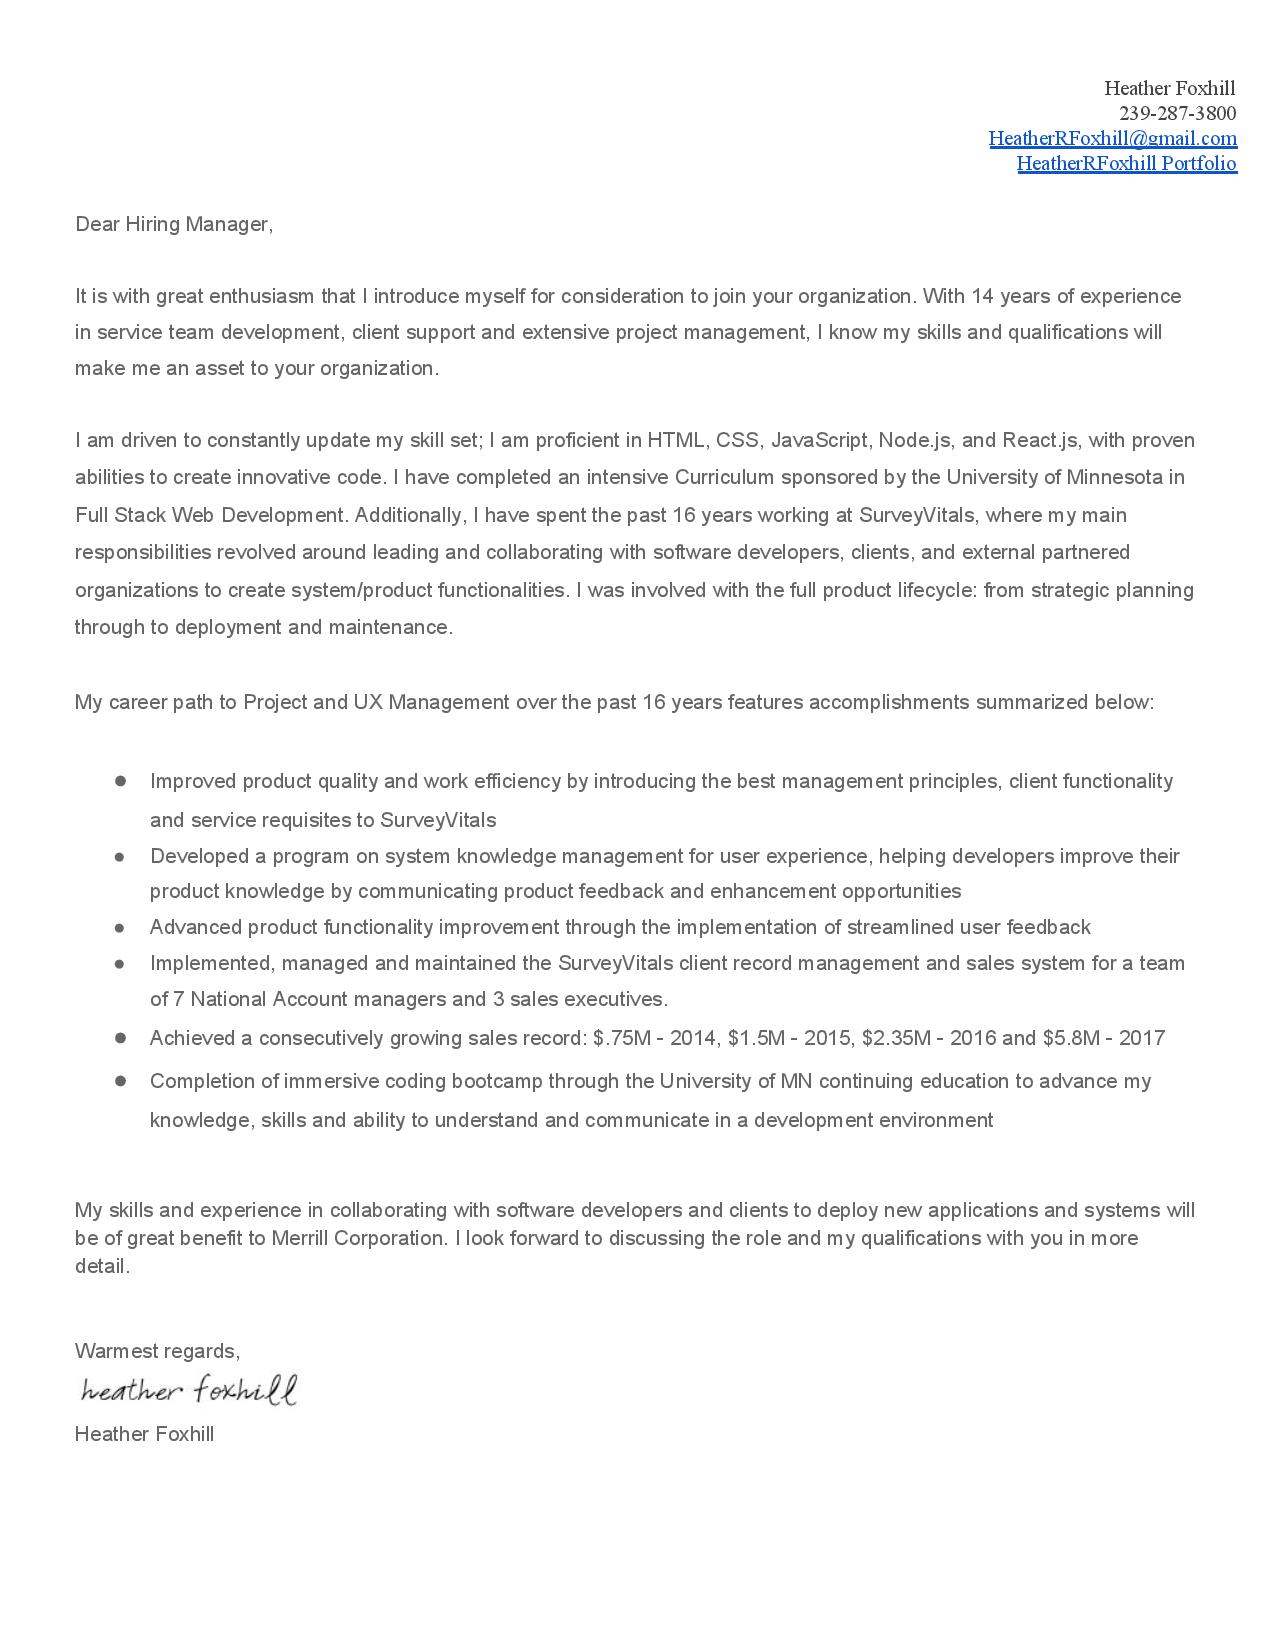 Heather Foxhill
239-287-3800
HeatherRFoxhill@gmail.com
HeatherRFoxhill Portfolio
Dear Hiring Manager,
It is with great enthusiasm that I introduce myself for consideration to join your organization. With 14 years of experience
in service team development, client support and extensive project management, I know my skills and qualifications will
make me an asset to your organization.
I am driven to constantly update my skill set; I am proficient in HTML, CSS, JavaScript, Node.js, and React.js, with proven
abilities to create innovative code. I have completed an intensive Curriculum sponsored by the University of Minnesota in
Full Stack Web Development. Additionally, I have spent the past 16 years working at SurveyVitals, where my main
responsibilities revolved around leading and collaborating with software developers, clients, and external partnered
organizations to create system/product functionalities. I was involved with the full product lifecycle: from strategic planning
through to deployment and maintenance.
My career path to Project and UX Management over the past 16 years features accomplishments summarized below:
● Improved product quality and work efficiency by introducing the best management principles, client functionality
and service requisites to SurveyVitals
● Developed a program on system knowledge management for user experience, helping developers improve their
product knowledge by communicating product feedback and enhancement opportunities
● Advanced product functionality improvement through the implementation of streamlined user feedback
● Implemented, managed and maintained the SurveyVitals client record management and sales system for a team
of 7 National Account managers and 3 sales executives.
● Achieved a consecutively growing sales record: $.75M - 2014, $1.5M - 2015, $2.35M - 2016 and $5.8M - 2017
● Completion of immersive coding bootcamp through the University of MN continuing education to advance my
knowledge, skills and ability to understand and communicate in a development environment
My skills and experience in collaborating with software developers and clients to deploy new applications and systems will
be of great benefit to Merrill Corporation. I look forward to discussing the role and my qualifications with you in more
detail.
Warmest regards,
heather foxhill
Heather Foxhill